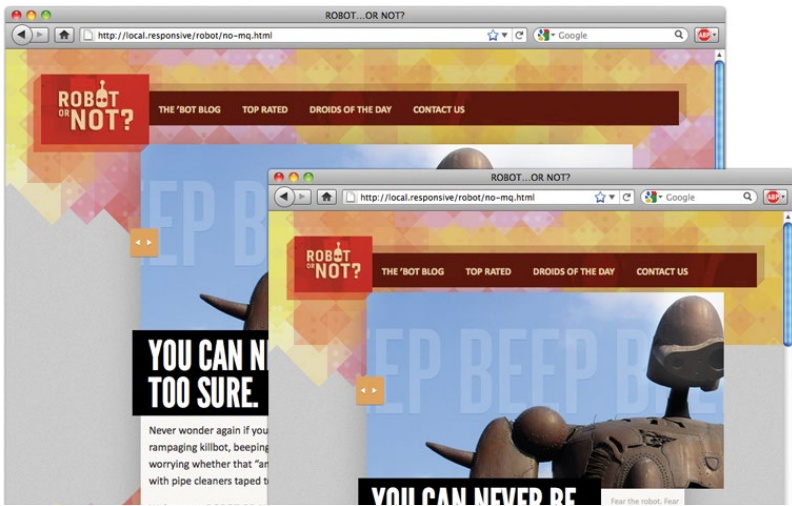 ROBOT...OR NOT?
http://local.responsive/robot/no-mq.html
Google
ABP
ROBOT
OR NOT?
THE 'BOT BLOG TOP RATED DROIDS OF THE DAY CONTACT US
EP B
YOU CAN N
TOO SURE.
Never wonder again if you
rampaging killbot, beeping
worrying whether that "an
with pipe cleaners taped t
ROBOT...OR NOT?
http://local.responsive/robot/no-mq.html
Google
ABP
ROBOT
OR NOT?
THE 'BOT BLOG TOP RATED DROIDS OF THE DAY CONTACT US
EP BEEP BEEP
YOU CAN NEVER BE
Fear the robot. Fear